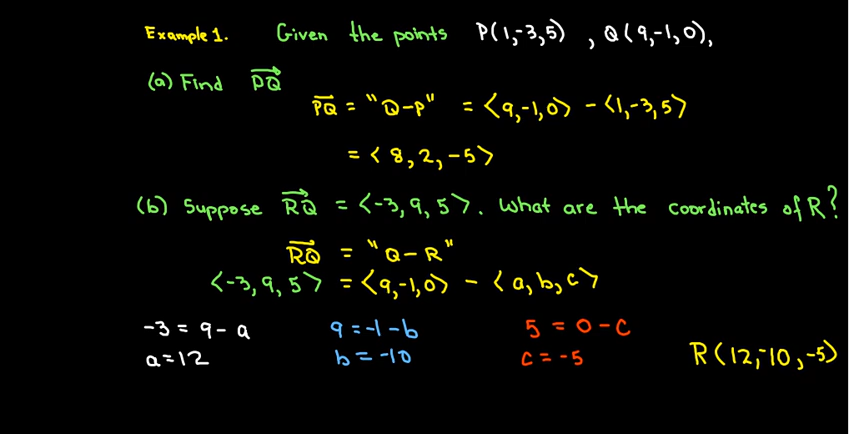 Example 1. Given the points P(1,-3,5) , Q(9,-1,0),
(a) Find PQ⃗
PQ⃗ = "Q-P" = <9,-1,0> - <1,-3,5>
= <8, 2, -5>
(b) Suppose RQ⃗ = <-3, 9, 5>. What are the coordinates of R?
RQ⃗ = "Q-R"
<-3, 9, 5> = <9,-1,0> - <a, b, c>
-3 = 9 - a 9 = -1 - b 5 = 0 - c
a = 12 b = -10 c = -5 R(12,-10,-5)